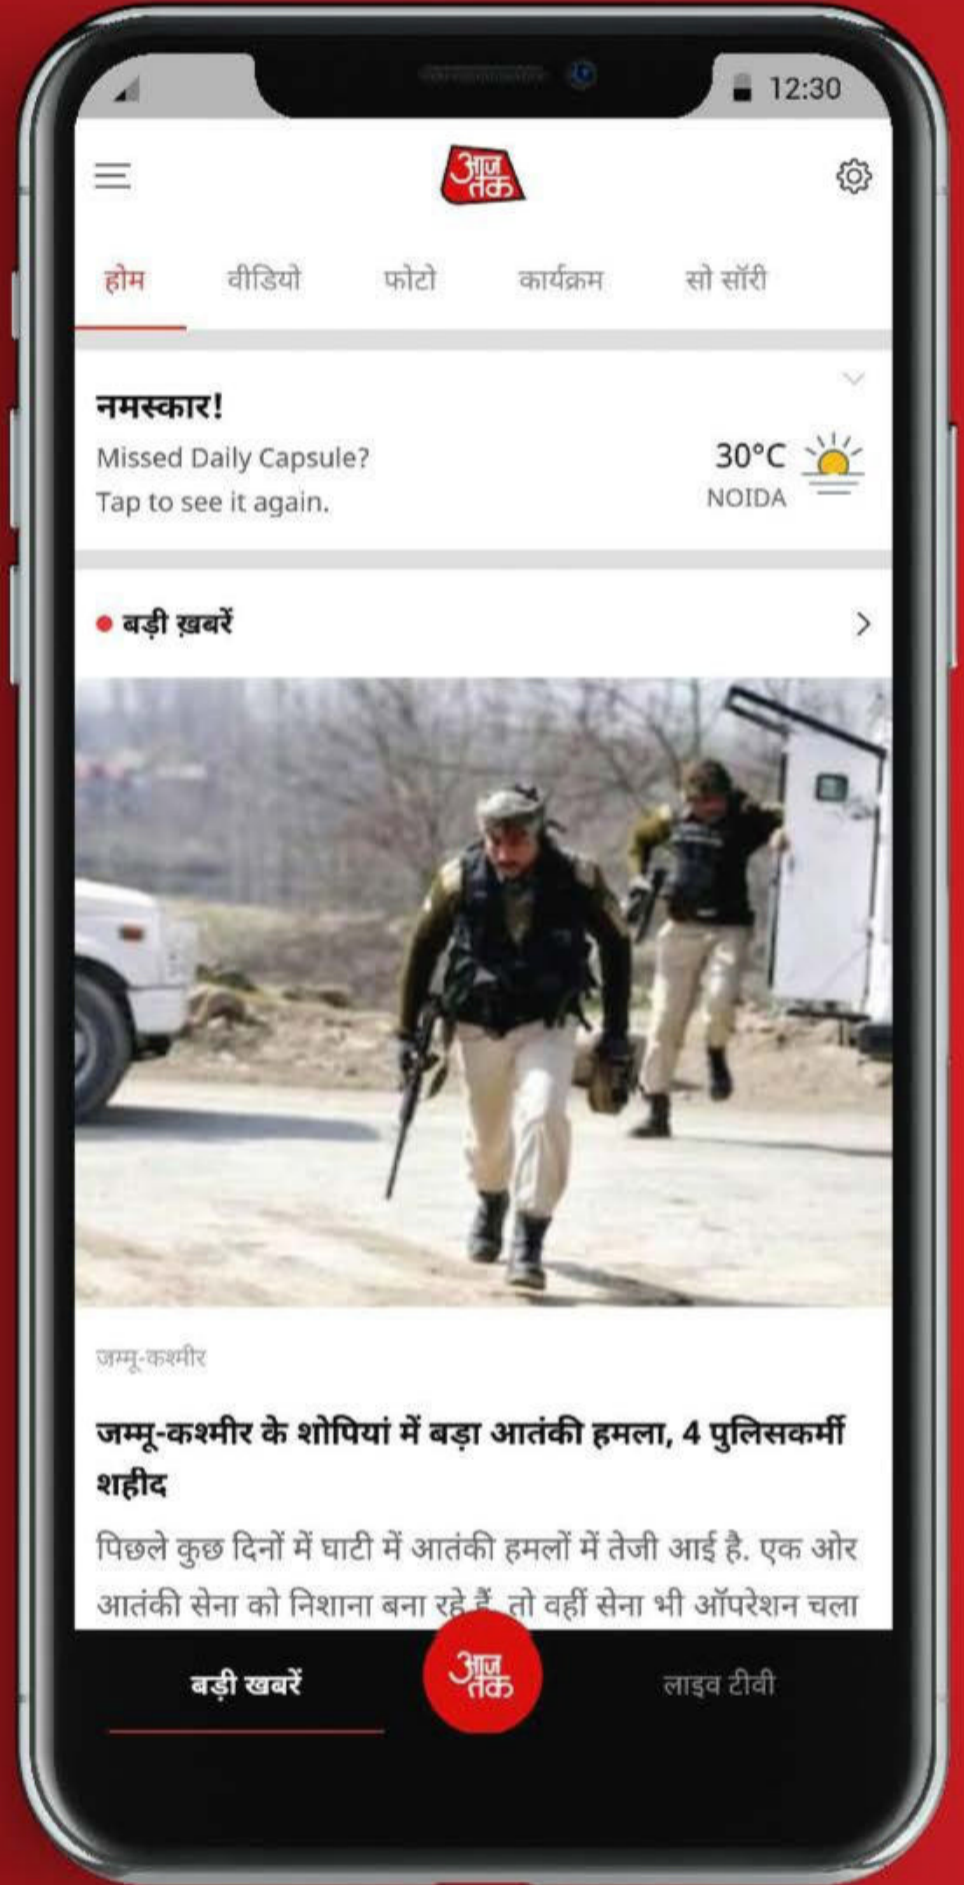 12:30
आज
तक
होम वीडियो फोटो कार्यक्रम सो सॉरी
नमस्कार!
Missed Daily Capsule?
Tap to see it again.
30°C
NOIDA
बड़ी ख़बरें
जम्मू-कश्मीर
जम्मू-कश्मीर के शोपियां में बड़ा आतंकी हमला, 4 पुलिसकर्मी
शहीद
पिछले कुछ दिनों में घाटी में आतंकी हमलों में तेजी आई है. एक ओर
आतंकी सेना को निशाना बना रहे हैं, तो वहीं सेना भी ऑपरेशन चला
बड़ी खबरें
आज
तक
लाइव टीवी